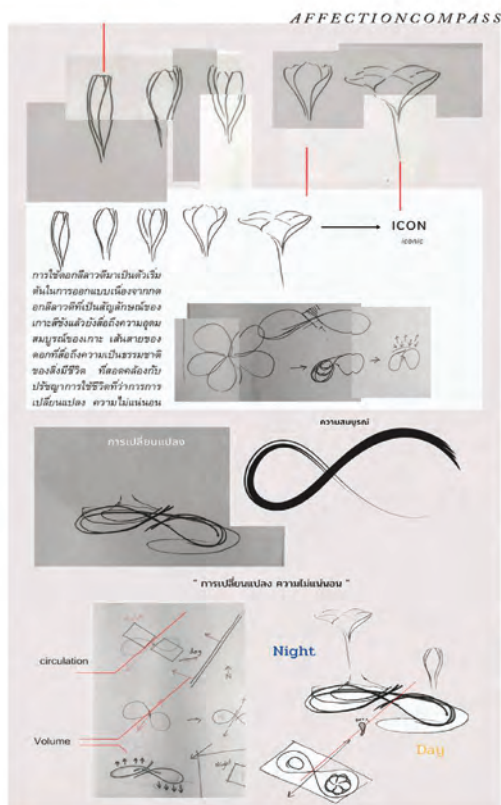 AFFECTIONCOMPASS
ICON
iconic
การใช้ดอกลีลาวดีมาเป็นตัวเริ่ม
ต้นในการออกแบบเนื่องจากกด
อกลีลาวดีที่เป็นสัญลักษณ์ของ
เกาะสีชังแล้วยังสื่อถึงความอุดม
สมบูรณ์ของเกาะ เส้นสายของ
ดอกที่สื่อถึงความเป็นธรรมชาติ
ของสิ่งมีชีวิต ที่สอดคล้องกับ
ปรัชญาการใช้ชีวิตที่ว่าการการ
เปลี่ยนแปลง ความไม่แน่นอน
การเปลี่ยนแปลง
ความสมบูรณ์
" การเปลี่ยนแปลง ความไม่แน่นอน "
circulation
Volume
Night
Day